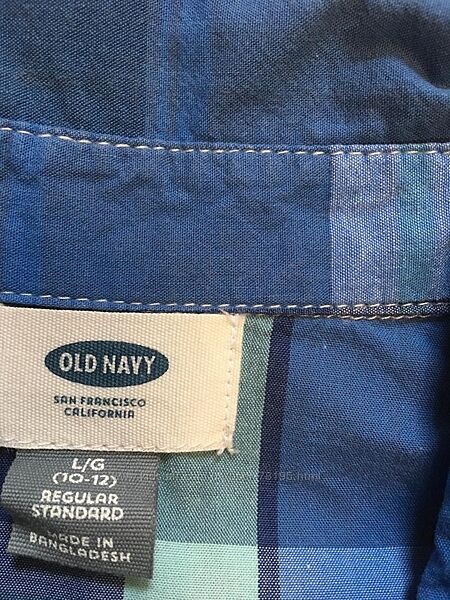 OLD NAVY
SAN FRANCISCO
CALIFORNIA
L/G
(10-12)
REGULAR
STANDARD
MADE IN
BANGLADESH